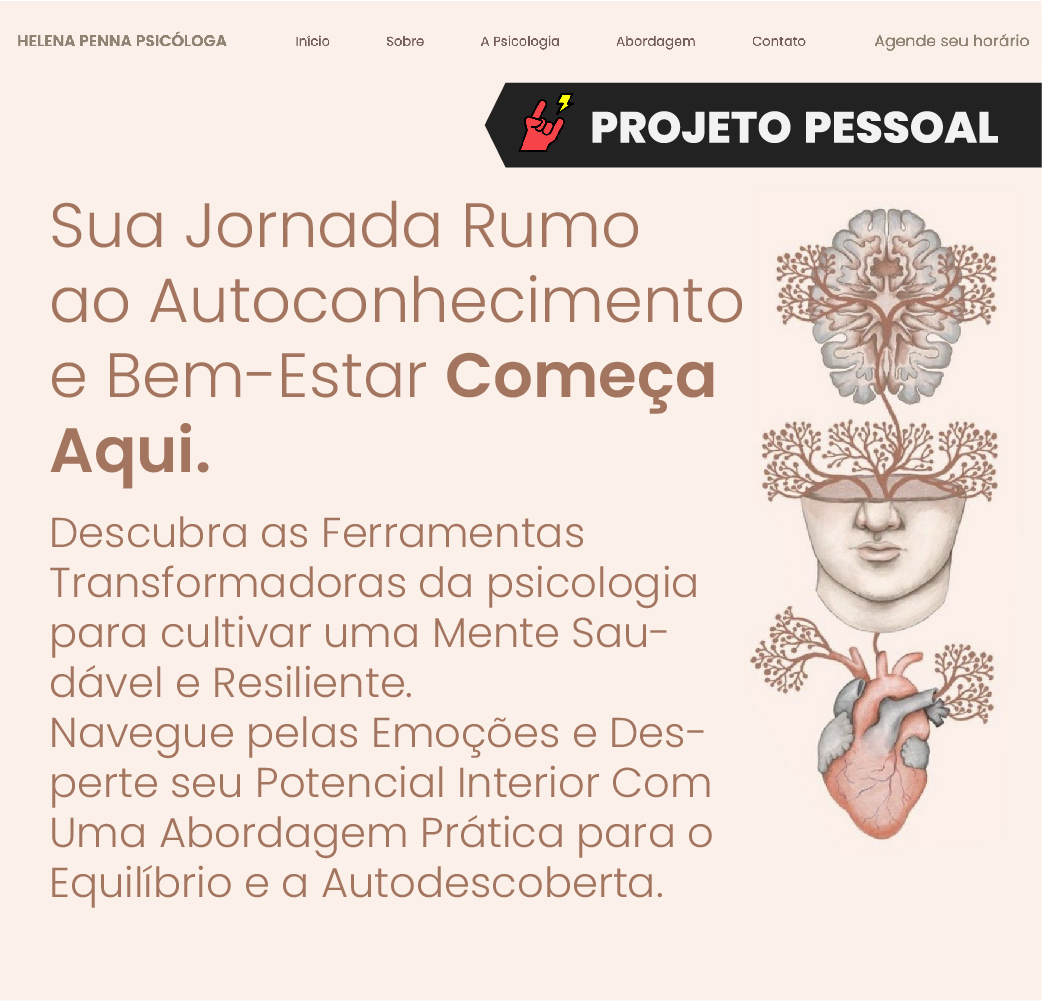 HELENA PENNA PSICÓLOGA Início Sobre A Psicologia Abordagem Contato Agende seu horário
PROJETO PESSOAL
Sua Jornada Rumo
ao Autoconhecimento
e Bem-Estar Começa
Aqui.
Descubra as Ferramentas
Transformadoras da psicologia
para cultivar uma Mente Sau-
dável e Resiliente.
Navegue pelas Emoções e Des-
perte seu Potencial Interior Com
Uma Abordagem Prática para o
Equilíbrio e a Autodescoberta.